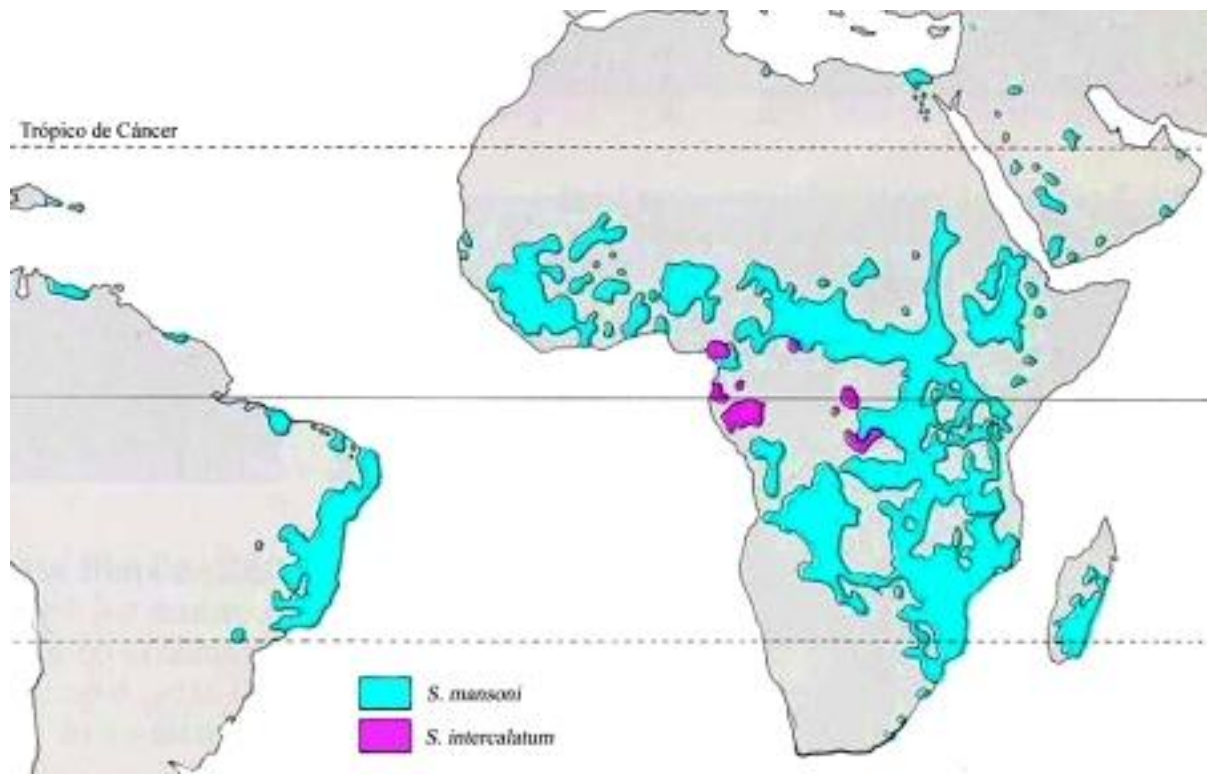 Trópico de Cáncer
S. mansoni
S. intercalatum